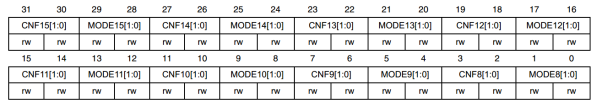 31 30 29 28 27 26 25 24 23 22 21 20 19 18 17 16
CNF15[1:0] MODE15[1:0] CNF14[1:0] MODE14[1:0] CNF13[1:0] MODE13[1:0] CNF12[1:0] MODE12[1:0]
rw rw rw rw rw rw rw rw rw rw rw rw rw rw rw rw
15 14 13 12 11 10 9 8 7 6 5 4 3 2 1 0
CNF11[1:0] MODE11[1:0] CNF10[1:0] MODE10[1:0] CNF9[1:0] MODE9[1:0] CNF8[1:0] MODE8[1:0]
rw rw rw rw rw rw rw rw rw rw rw rw rw rw rw rw